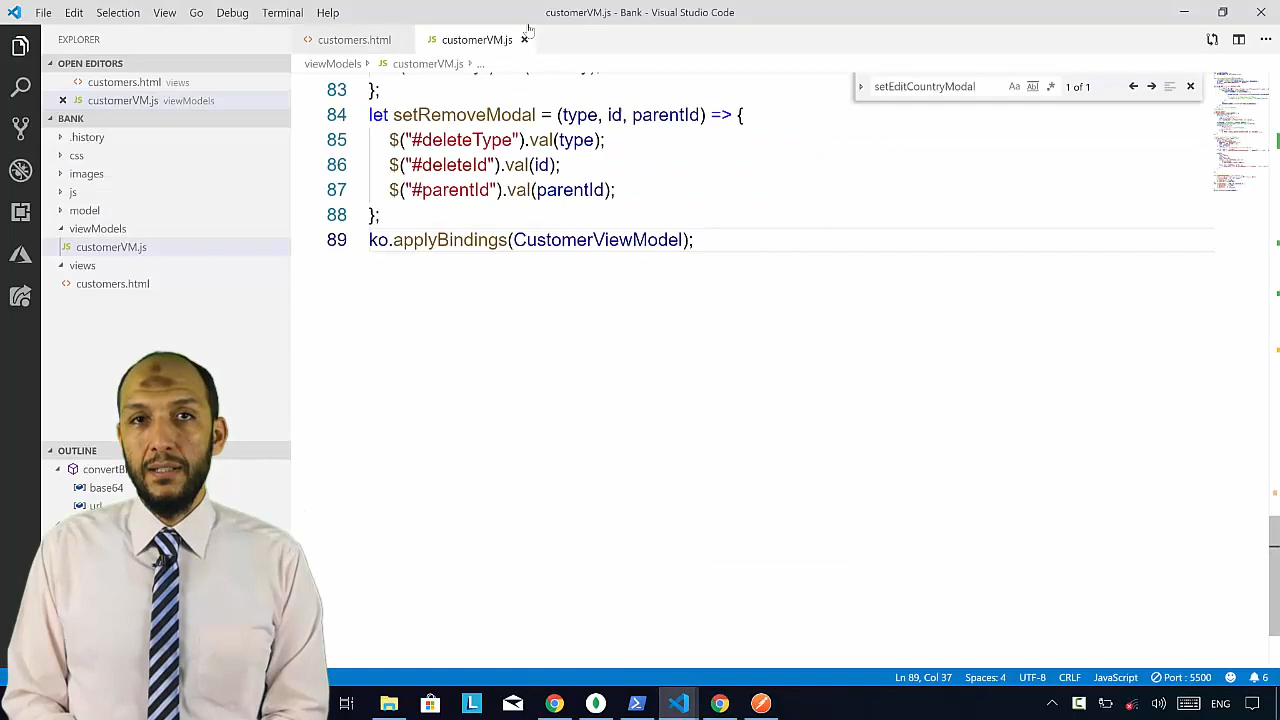 File Edit Selection View Go Debug Terminal Help
customerVM.js - Bank - Visual Studio Code
EXPLORER
customers.html
customerVM.js
OPEN EDITORS
viewModels
customerVM.js
...
customers.html views
customerVM.js viewModels
setEditCountryModal
1 of 1
BANK
.history
css
images
js
model
viewModels
customerVM.js
views
customers.html
OUTLINE
base64
83 };
84 let setRemoveModal = (type, id, parentId) => {
85 $("#deleteType").val(type);
86 $("#deleteId").val(id);
87 $("#parentId").val(parentId);
88 };
89 ko.applyBindings(CustomerViewModel);
Ln 89, Col 37 Spaces: 4 UTF-8 CRLF JavaScript Port : 5500 6
ENG